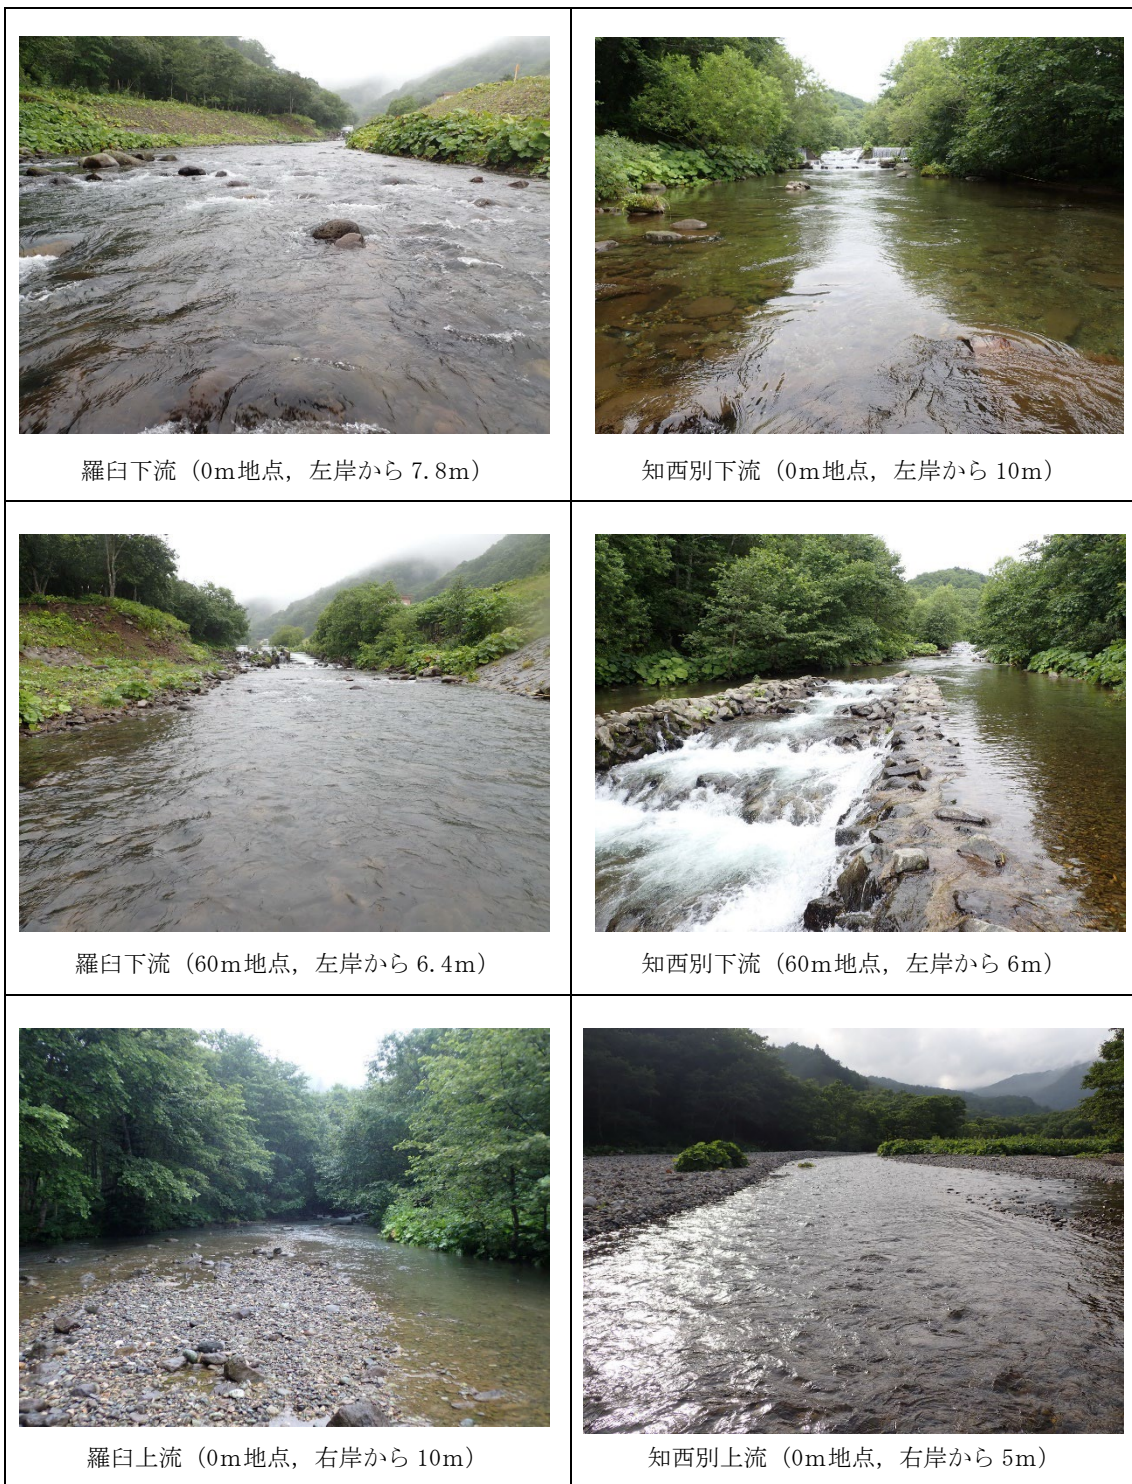 羅臼下流（0m地点，左岸から 7.8m）
知西別下流（0m地点，左岸から 10m）
羅臼下流（60m地点，左岸から 6.4m）
知西別下流（60m地点，左岸から 6m）
羅臼上流（0m地点，右岸から 10m）
知西別上流（0m地点，右岸から 5m）